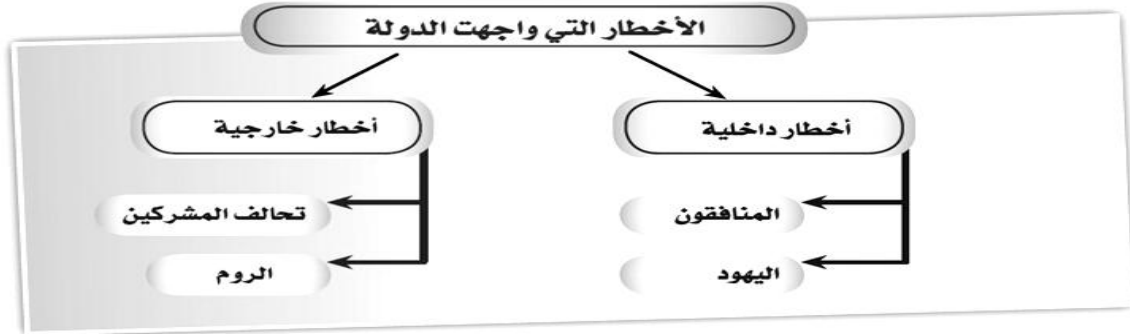 الأخطار التي واجهت الدولة
أخطار داخلية
المنافقون
اليهود
أخطار خارجية
تحالف المشركين
الروم